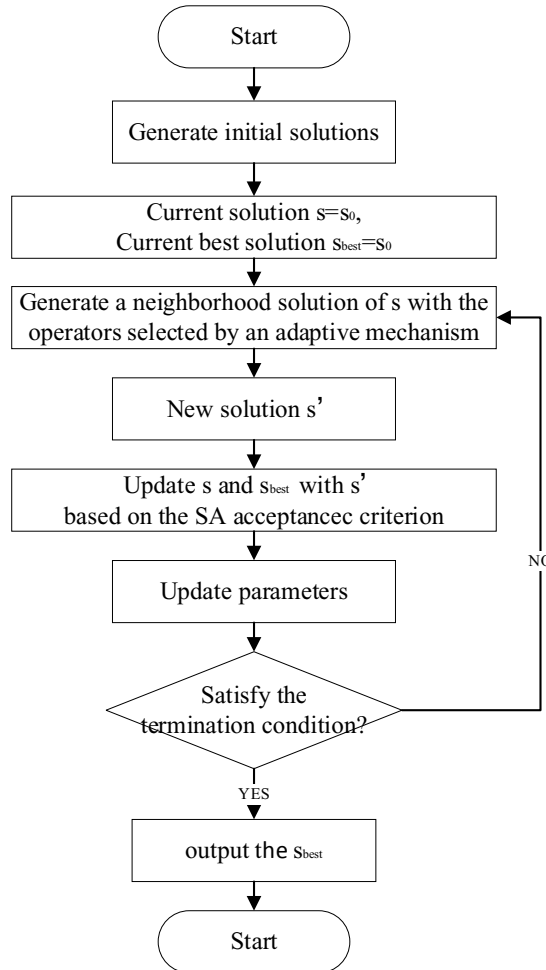 Start
Generate initial solutions
Current solution s=s₀,
Current best solution sbest=s₀
Generate a neighborhood solution of s with the
operators selected by an adaptive mechanism
New solution s’
Update s and sbest with s’
based on the SA acceptancec criterion
Update parameters
NO
Satisfy the
termination condition?
YES
output the sbest
Start